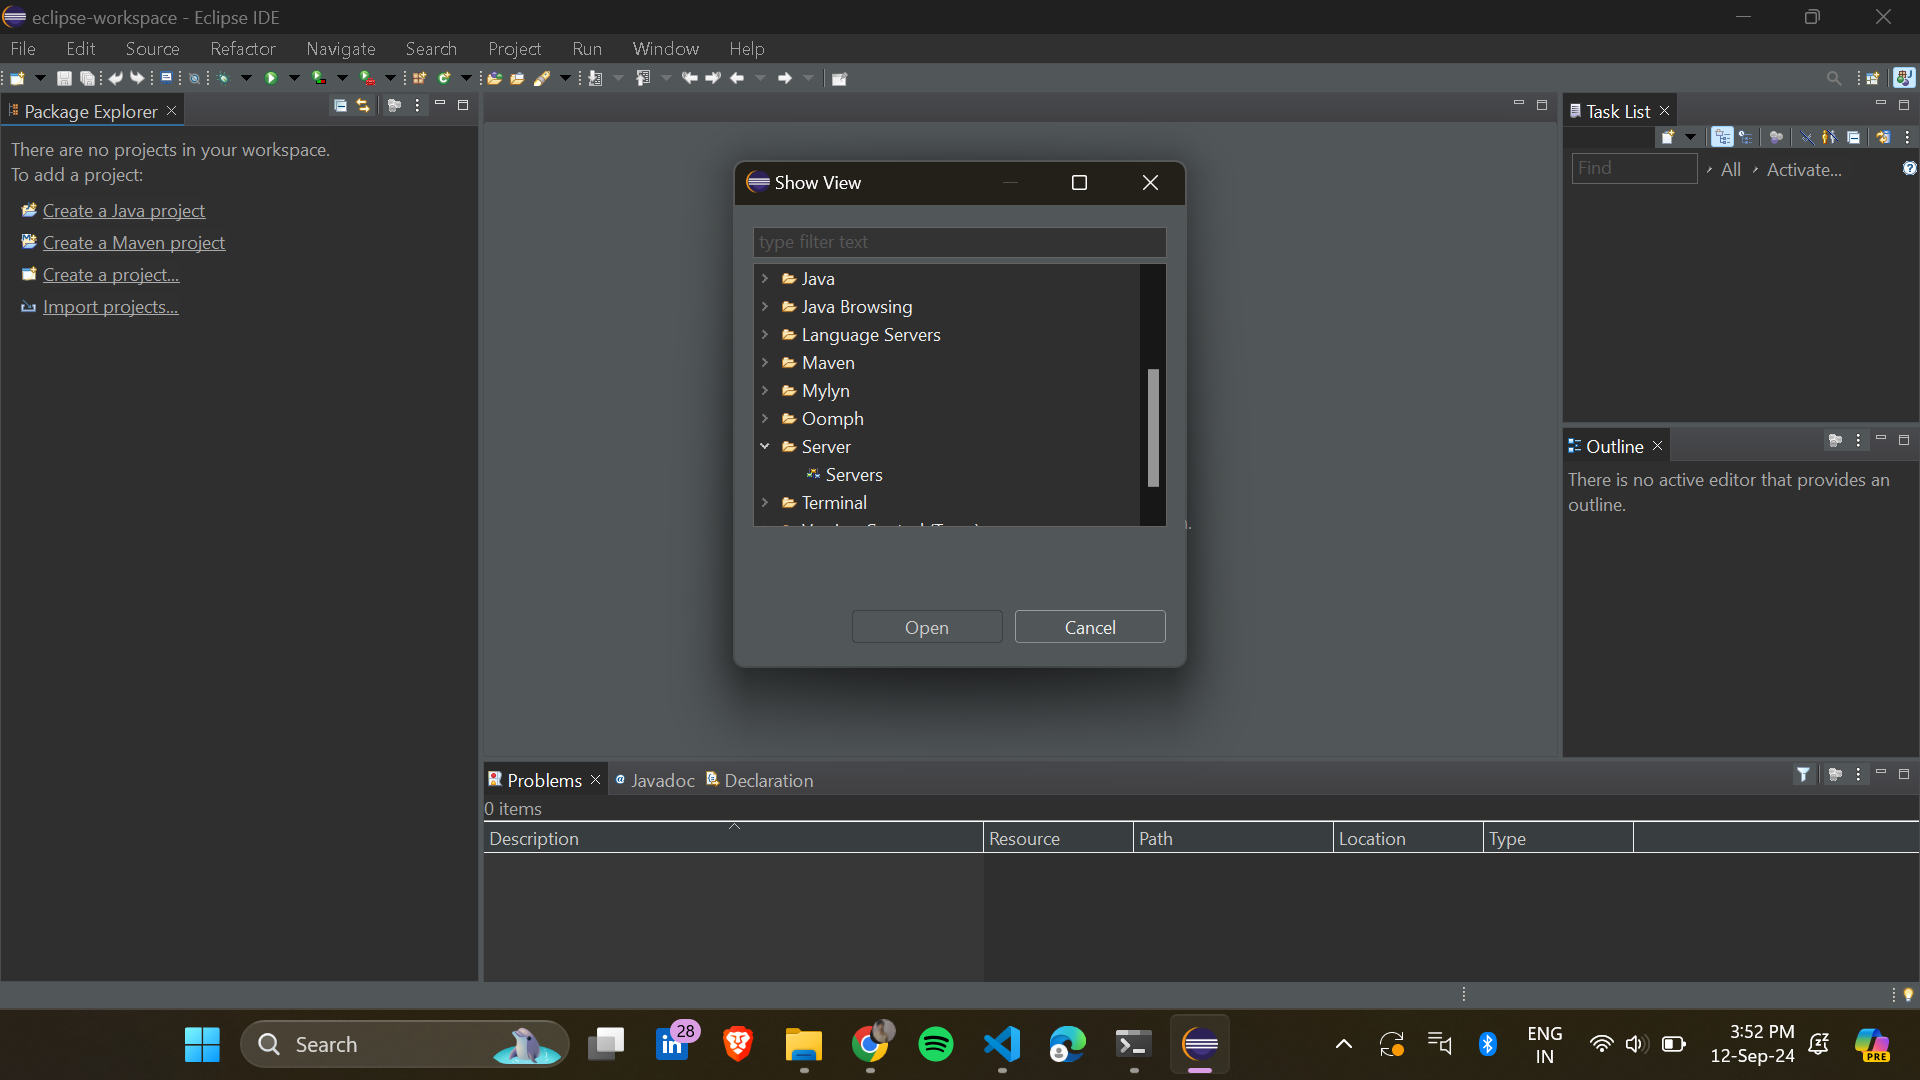 eclipse-workspace - Eclipse IDE
File Edit Source Refactor Navigate Search Project Run Window Help
Package Explorer
There are no projects in your workspace.
To add a project:
Create a Java project
Create a Maven project
Create a project...
Import projects...
Show View
type filter text
Java
Java Browsing
Language Servers
Maven
Mylyn
Oomph
Server
Servers
Terminal
Open Cancel
Task List
Find All Activate...
Outline
There is no active editor that provides an
outline.
Problems Javadoc Declaration
0 items
Description Resource Path Location Type
Search
28
ENG
IN
3:52 PM
12-Sep-24
PRE